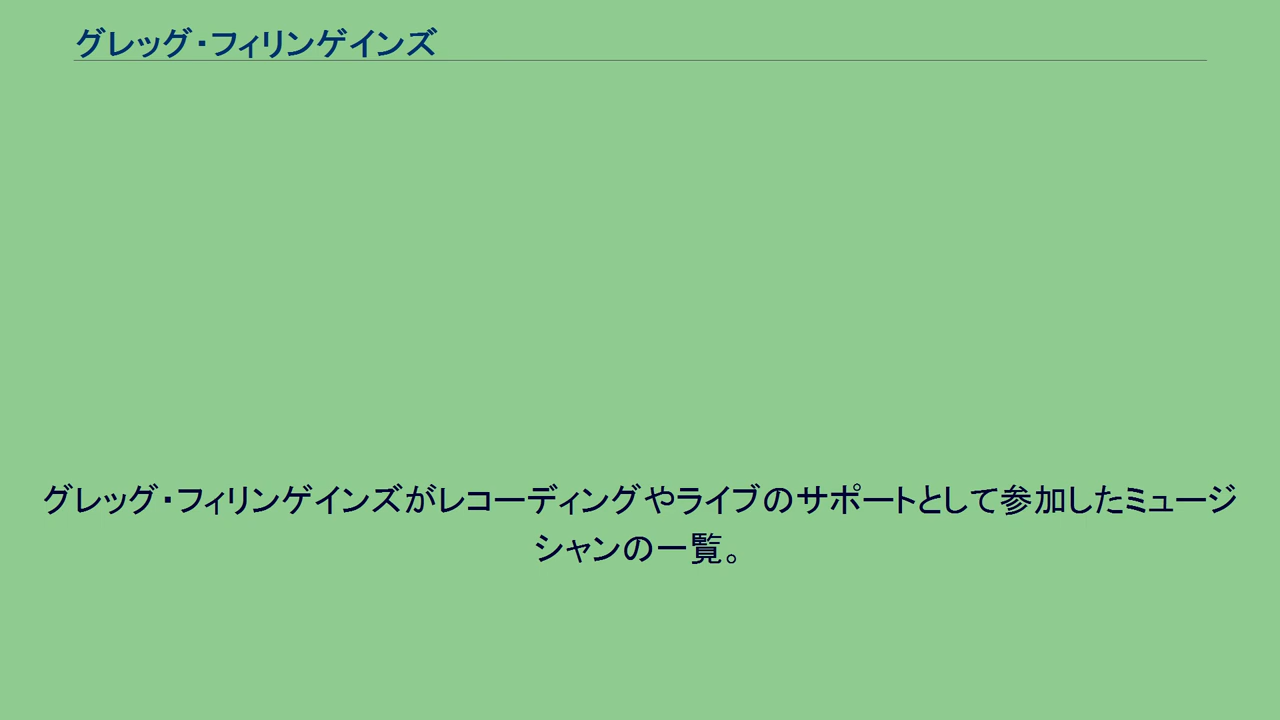 グレッグ・フィリンゲインズ
グレッグ・フィリンゲインズがレコーディングやライブのサポートとして参加したミュージ
シャンの一覧。